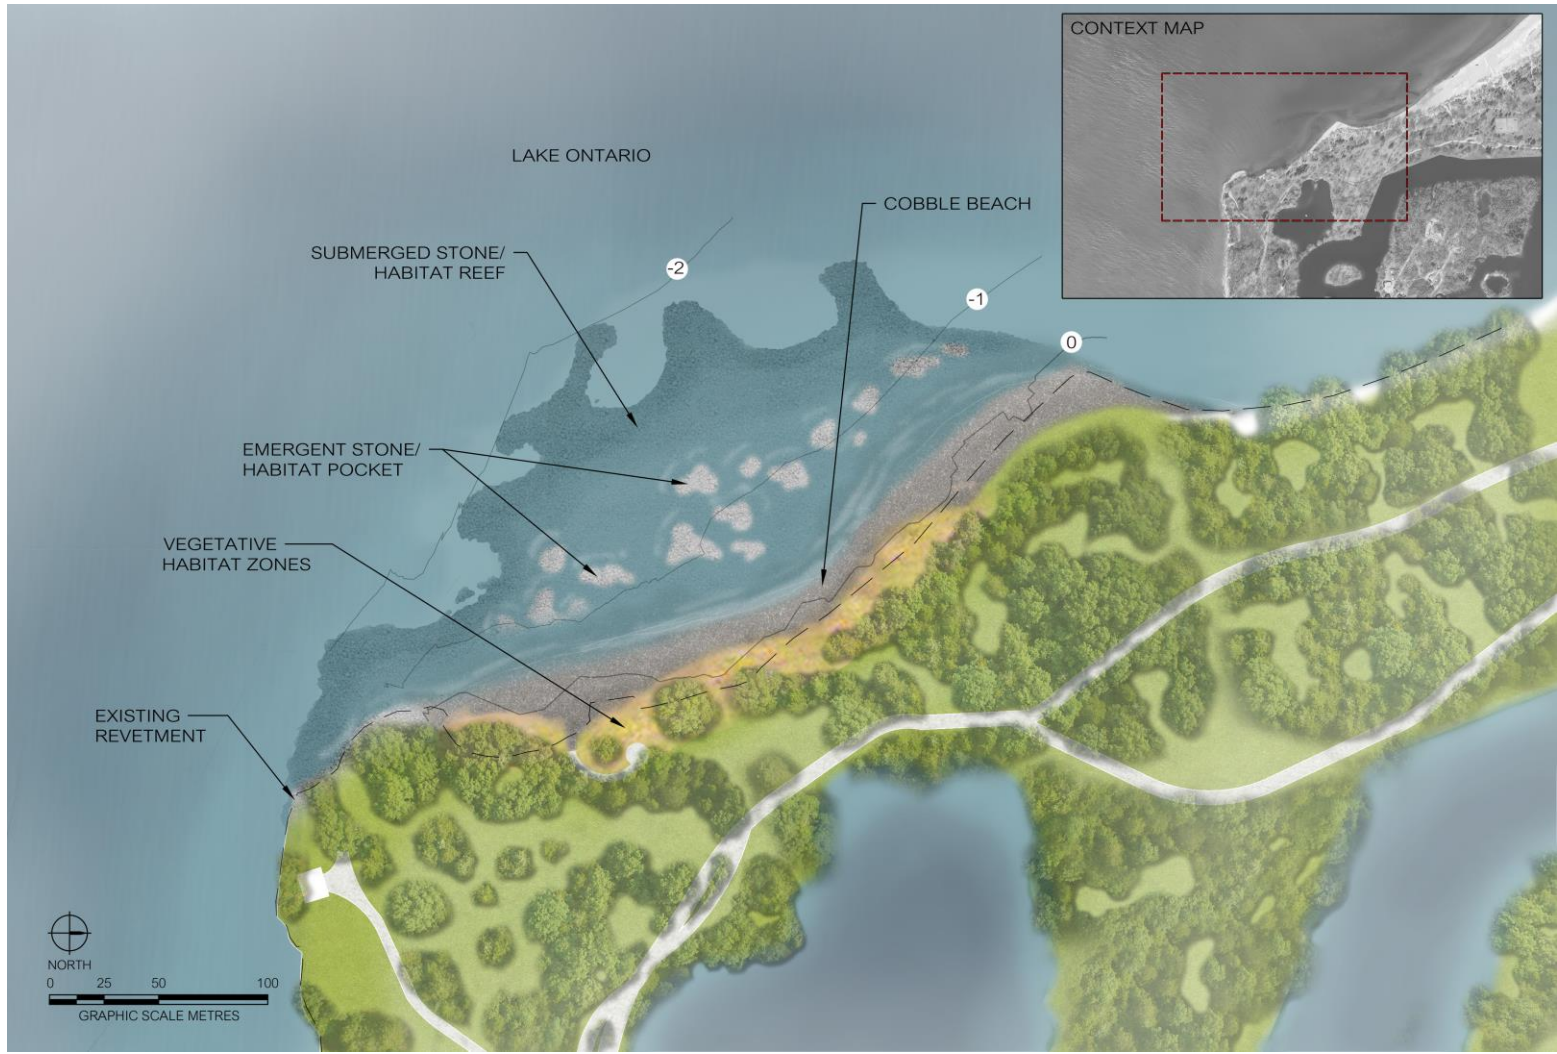 CONTEXT MAP
LAKE ONTARIO
COBBLE BEACH
SUBMERGED STONE/
HABITAT REEF
-2
-1
0
EMERGENT STONE/
HABITAT POCKET
VEGETATIVE
HABITAT ZONES
EXISTING
REVETMENT
NORTH
0 25 50 100
GRAPHIC SCALE METRES